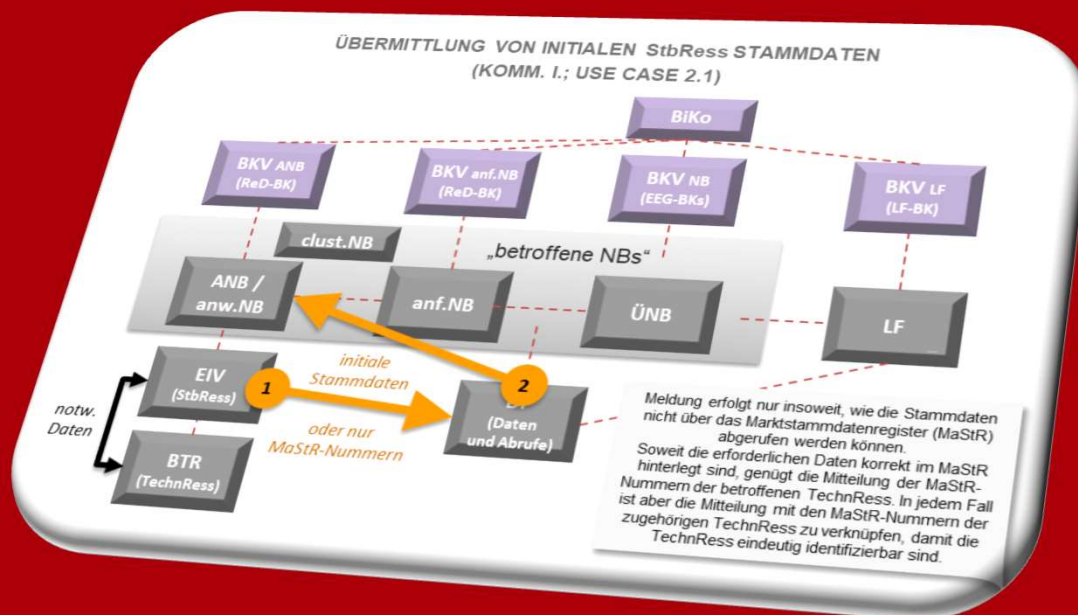 ÜBERMITTLUNG VON INITIALEN StbRess STAMMDATEN
(KOMM. I.; USE CASE 2.1)
BiKo
BKV ANB
(ReD-BK)
BKV anf.NB
(ReD-BK)
BKV NB
(EEG-BKs)
BKV LF
(LF-BK)
clust.NB
„betroffene NBs“
ANB /
anw.NB
anf.NB
ÜNB
LF
EIV
(StbRess)
1
initiale
Stammdaten
2
(Daten
und Abrufe)
notw.
Daten
oder nur
MaStR-Nummern
BTR
(TechnRess)
Meldung erfolgt nur insoweit, wie die Stammdaten
nicht über das Marktstammdatenregister (MaStR)
abgerufen werden können.
Soweit die erforderlichen Daten korrekt im MaStR
hinterlegt sind, genügt die Mitteilung der MaStR-
Nummern der betroffenen TechnRess. In jedem Fall
ist aber die Mitteilung mit den MaStR-Nummern der
zugehörigen TechnRess zu verknüpfen, damit die
TechnRess eindeutig identifizierbar sind.